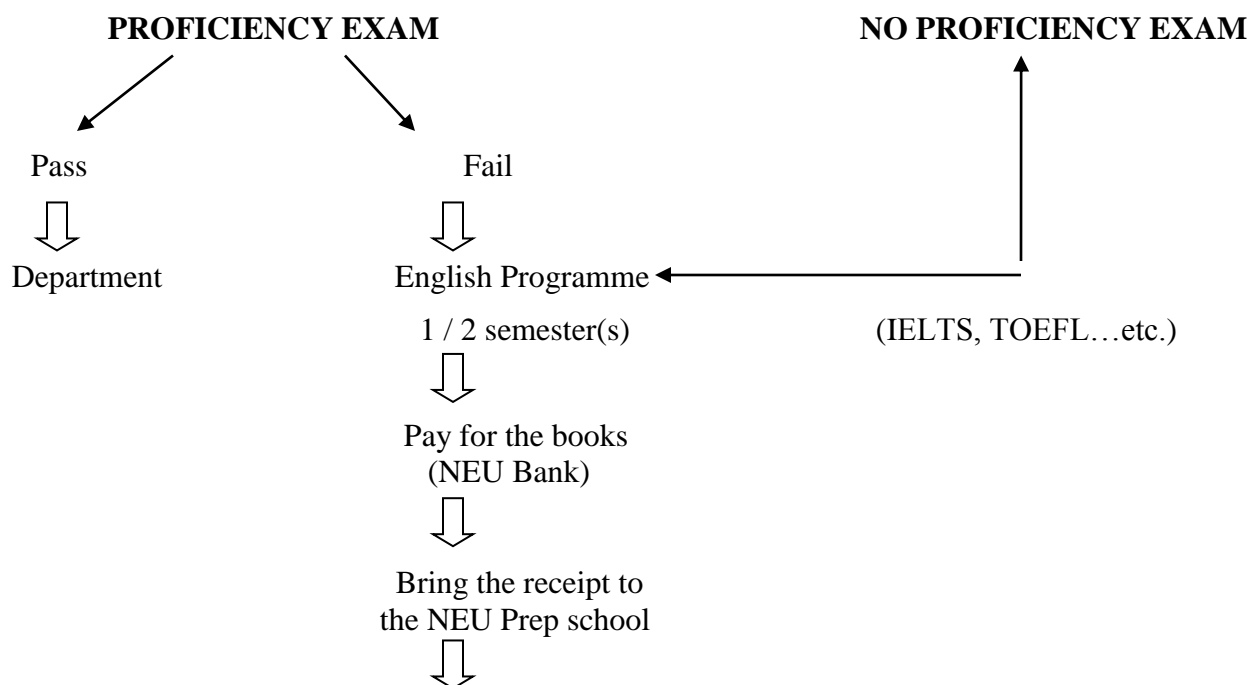 PROFICIENCY EXAM
NO PROFICIENCY EXAM
Pass
Fail
Department
English Programme
1 / 2 semester(s)
(IELTS, TOEFL…etc.)
Pay for the books
(NEU Bank)
Bring the receipt to
the NEU Prep school